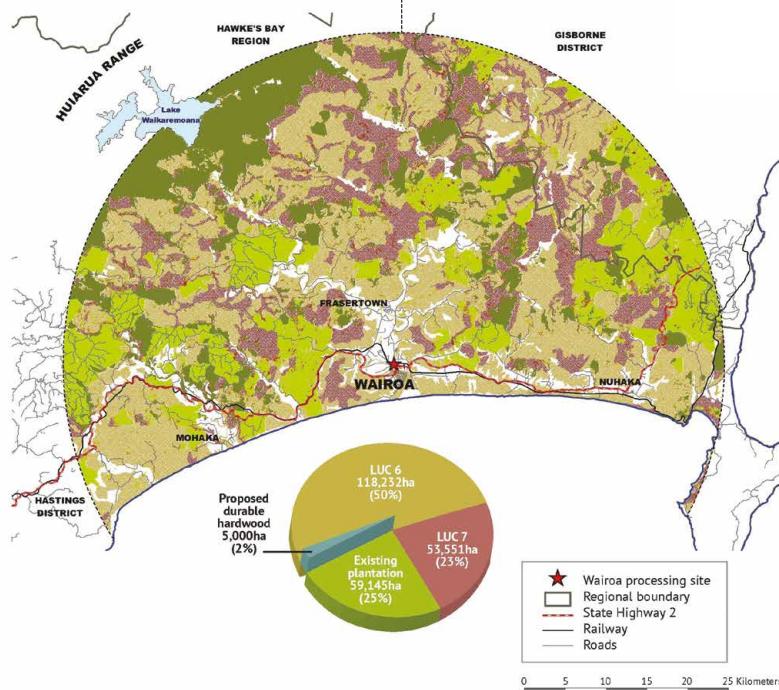 HAWKE'S BAY
REGION
GISBORNE
DISTRICT
HUIARUA RANGE
Lake
Waikaremoana
FRASERTOWN
WAIROA
NUHAKA
MOHAKA
HASTINGS
DISTRICT
LUC 6
118,232ha
(50%)
Proposed
durable
hardwood
5,000ha
(2%)
LUC 7
53,551ha
(23%)
Existing
plantation
59,145ha
(25%)
Wairoa processing site
Regional boundary
State Highway 2
Railway
Roads
0 5 10 15 20 25 Kilometers